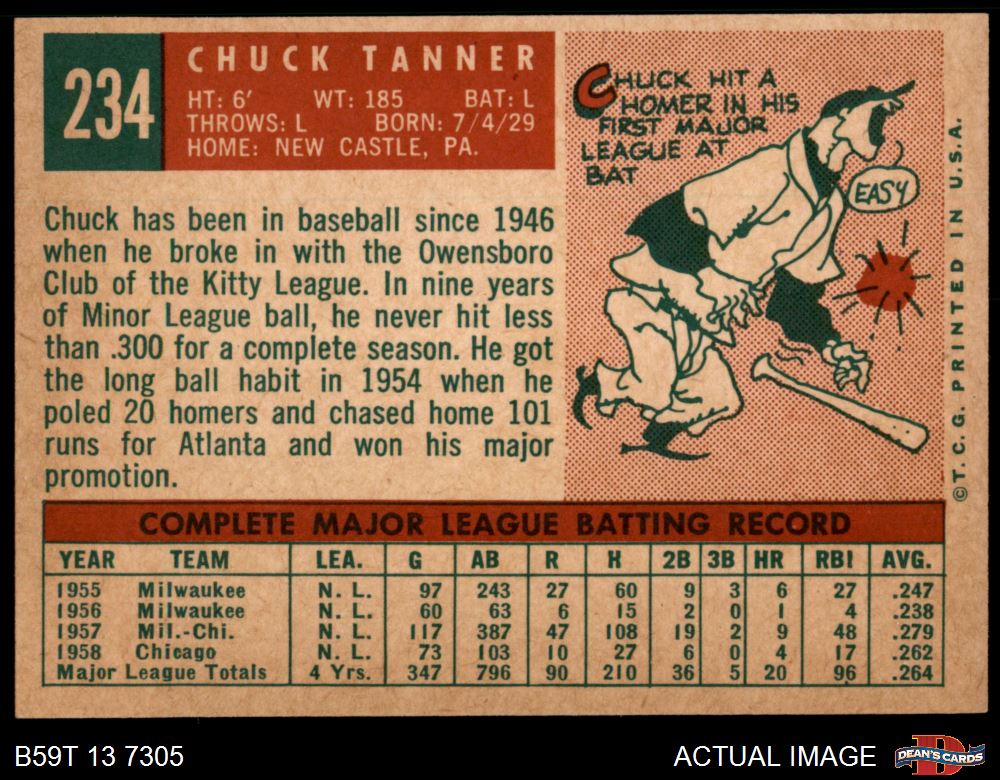 234
CHUCK TANNER
HT: 6' WT: 185 BAT: L
THROWS: L BORN: 7/4/29
HOME: NEW CASTLE, PA.
CHUCK HIT A
HOMER IN HIS
FIRST MAJOR
LEAGUE AT
BAT
EASY
Chuck has been in baseball since 1946
when he broke in with the Owensboro
Club of the Kitty League. In nine years
of Minor League ball, he never hit less
than .300 for a complete season. He got
the long ball habit in 1954 when he
poled 20 homers and chased home 101
runs for Atlanta and won his major
promotion.
©T. C. G. PRINTED IN U.S.A.
COMPLETE MAJOR LEAGUE BATTING RECORD
YEAR TEAM LEA. G AB R H 2B 3B HR RBI AVG.
1955 Milwaukee N. L. 97 243 27 60 9 3 6 27 .247
1956 Milwaukee N. L. 60 63 6 15 2 0 1 4 .238
1957 Mil.-Chi. N. L. 117 387 47 108 19 2 9 48 .279
1958 Chicago N. L. 73 103 10 27 6 0 4 17 .262
Major League Totals 4 Yrs. 347 796 90 210 36 5 20 96 .264
B59T 13 7305
ACTUAL IMAGE
DEAN'S CARDS